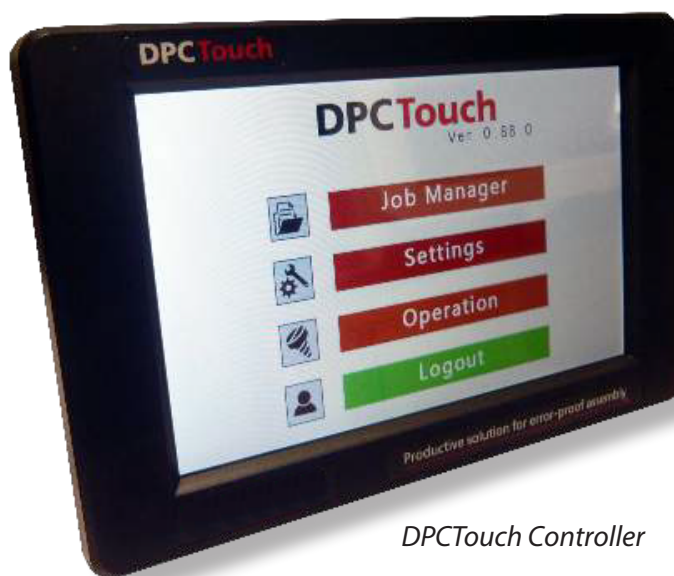 DPCTouch
DPCTouch
Ver 0.88.0
Job Manager
Settings
Operation
Logout
Productive solution for error-proof assembly
DPCTouch Controller